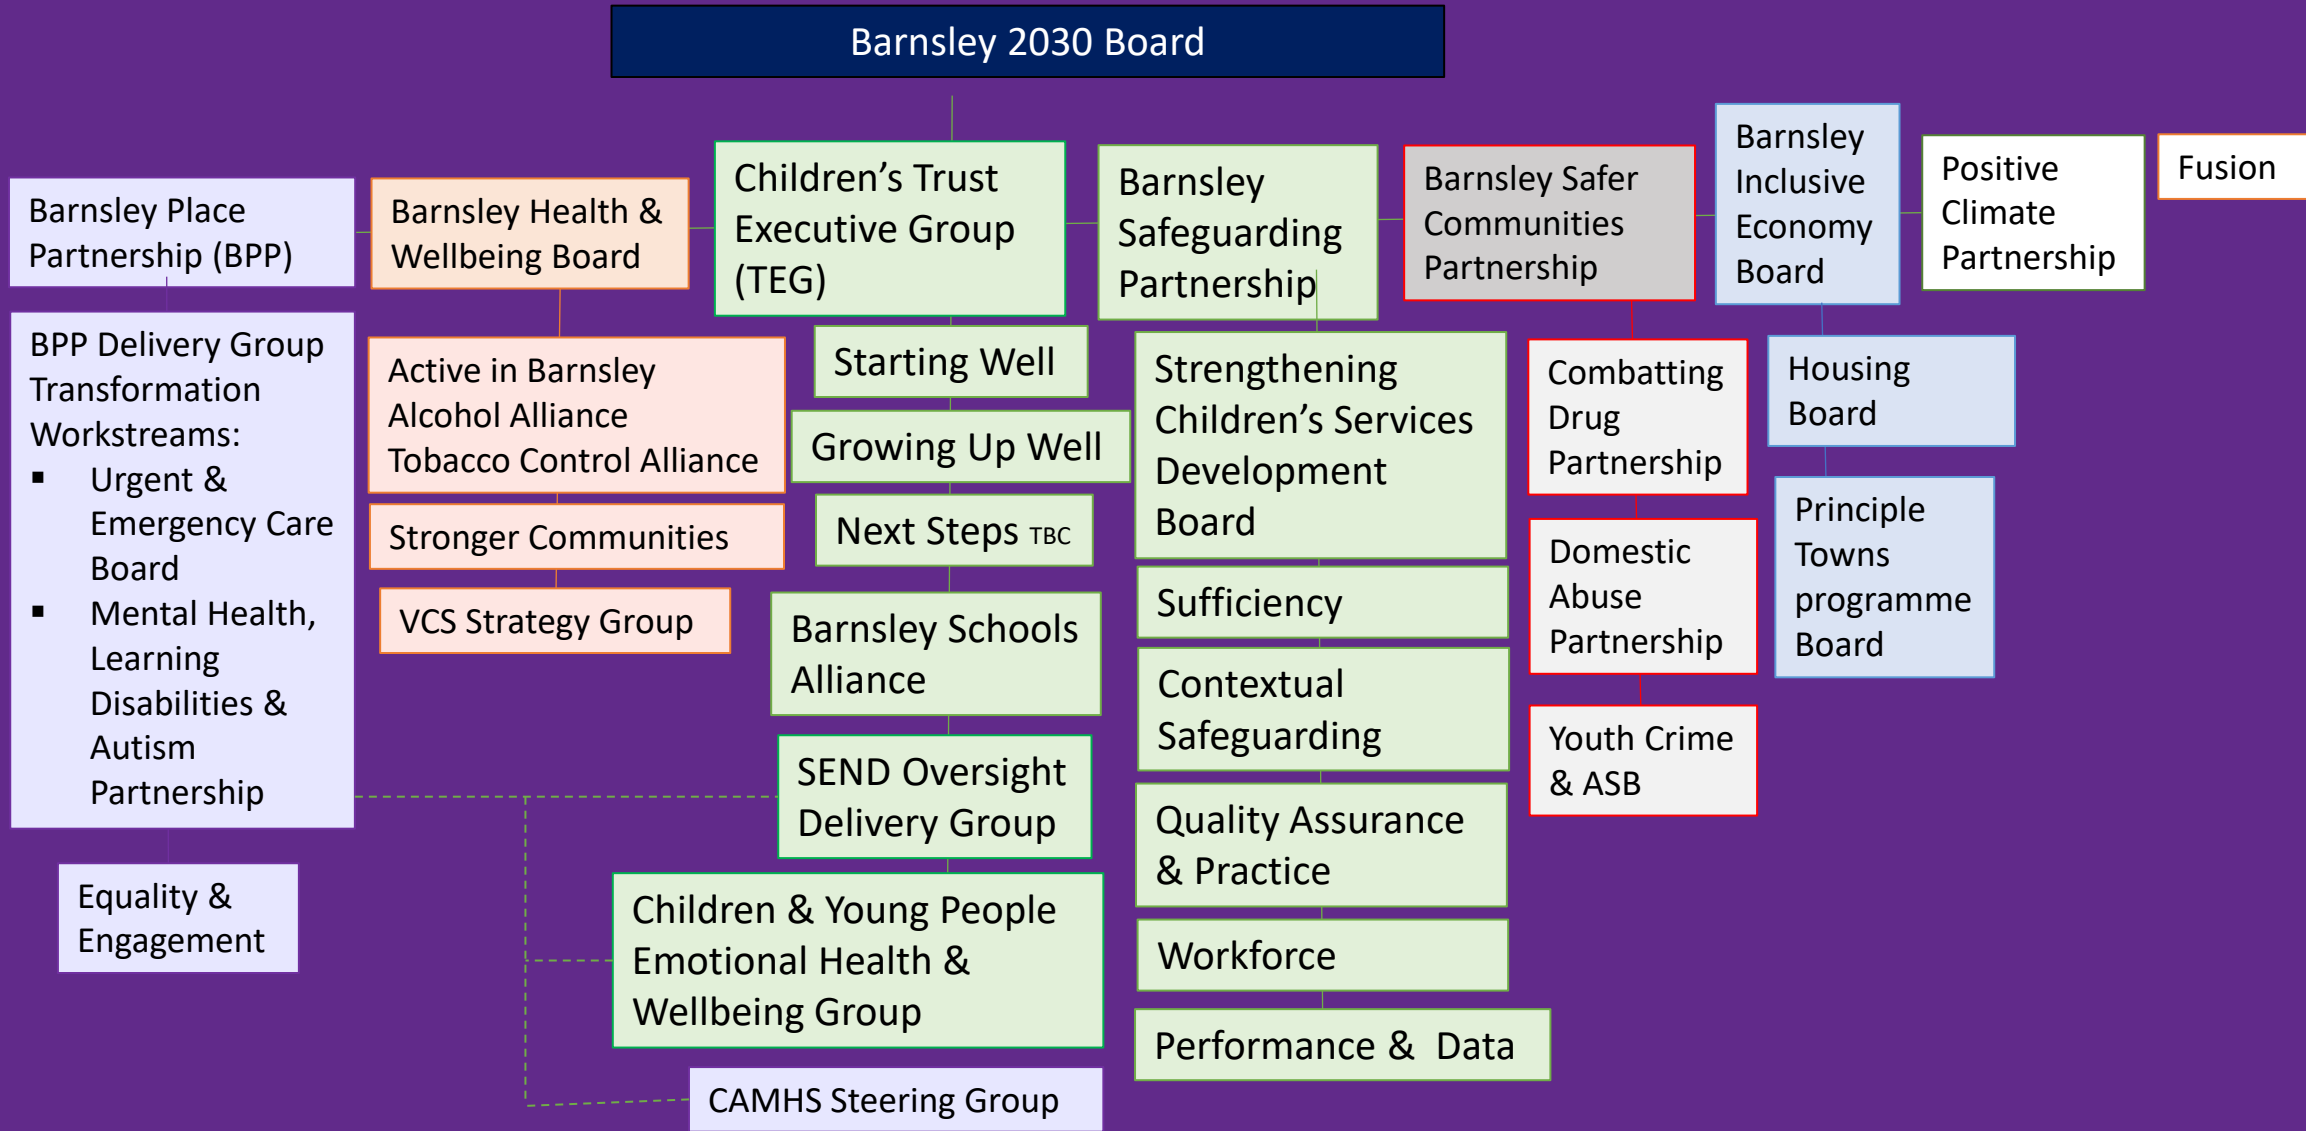 Barnsley 2030 Board
Barnsley Place
Partnership (BPP)
BPP Delivery Group
Transformation
Workstreams:
▪ Urgent &
Emergency Care
Board
▪ Mental Health,
Learning
Disabilities &
Autism
Partnership
Equality &
Engagement
Barnsley Health &
Wellbeing Board
Active in Barnsley
Alcohol Alliance
Tobacco Control Alliance
Stronger Communities
VCS Strategy Group
Children’s Trust
Executive Group
(TEG)
Starting Well
Growing Up Well
Next Steps TBC
Barnsley Schools
Alliance
SEND Oversight
Delivery Group
Children & Young People
Emotional Health &
Wellbeing Group
CAMHS Steering Group
Barnsley
Safeguarding
Partnership
Strengthening
Children’s Services
Development
Board
Sufficiency
Contextual
Safeguarding
Quality Assurance
& Practice
Workforce
Performance & Data
Barnsley Safer
Communities
Partnership
Combatting
Drug
Partnership
Domestic
Abuse
Partnership
Youth Crime
& ASB
Barnsley
Inclusive
Economy
Board
Housing
Board
Principle
Towns
programme
Board
Positive
Climate
Partnership
Fusion